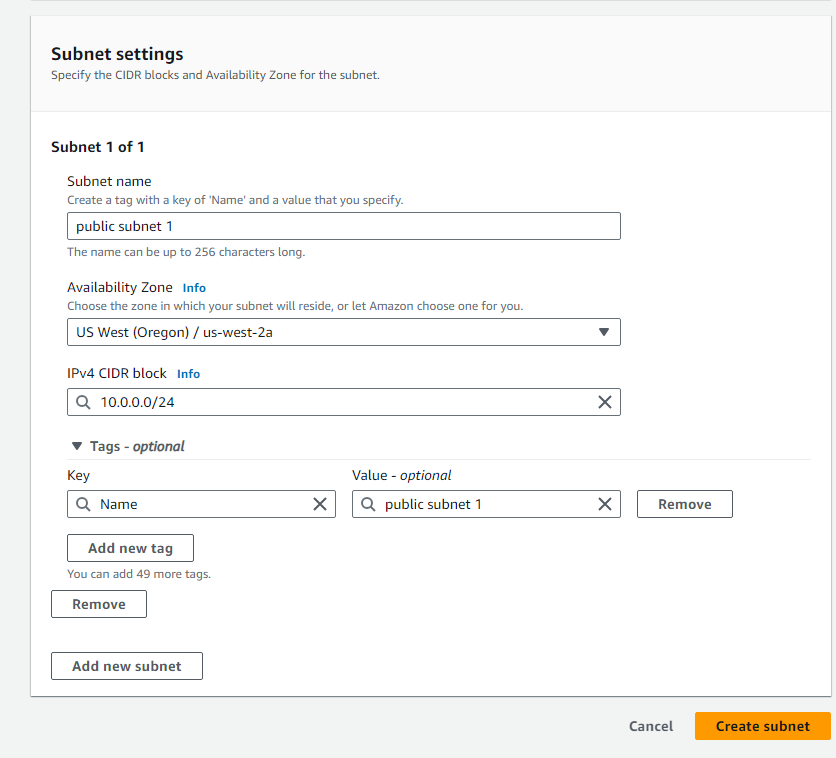 Subnet settings
Specify the CIDR blocks and Availability Zone for the subnet.
Subnet 1 of 1
Subnet name
Create a tag with a key of 'Name' and a value that you specify.
public subnet 1
The name can be up to 256 characters long.
Availability Zone Info
Choose the zone in which your subnet will reside, or let Amazon choose one for you.
US West (Oregon) / us-west-2a
IPv4 CIDR block Info
10.0.0.0/24
Tags - optional
Key Value - optional
Name public subnet 1 Remove
Add new tag
You can add 49 more tags.
Remove
Add new subnet
Cancel Create subnet